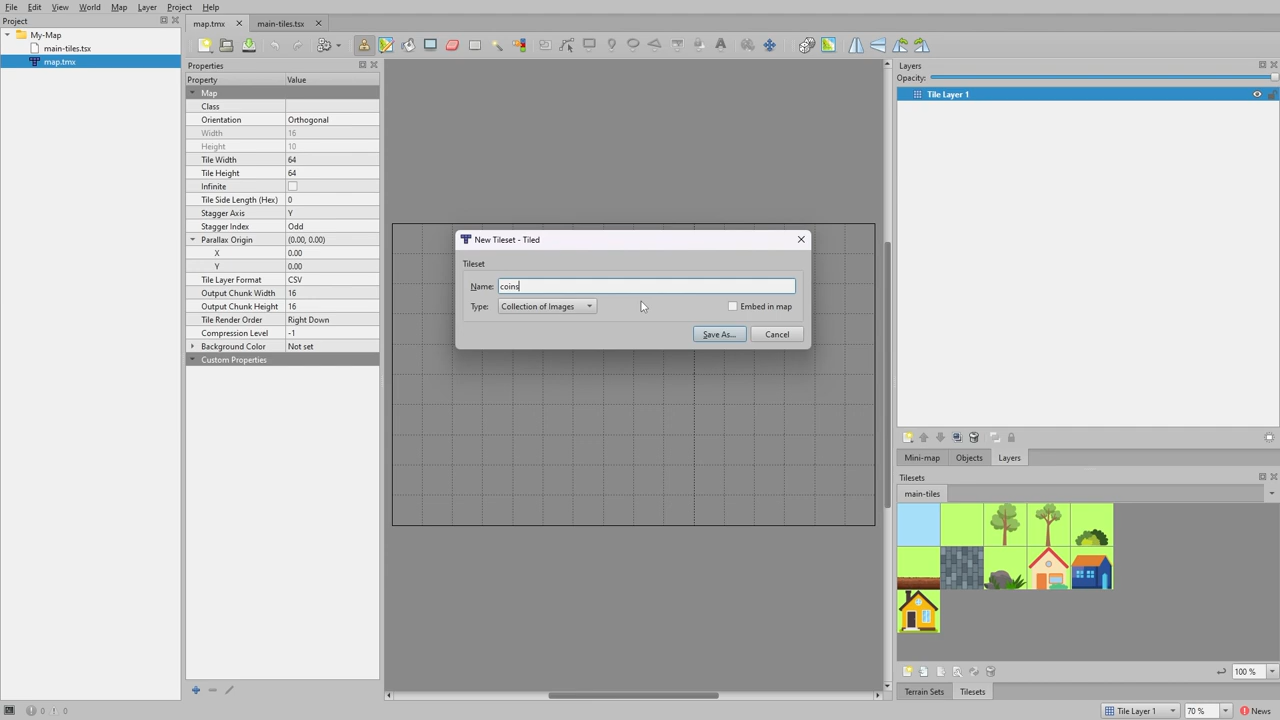 File Edit View World Map Layer Project Help
Project
My-Map
main-tiles.tsx
map.tmx
map.tmx main-tiles.tsx
Properties
Property Value
Map
Class
Orientation Orthogonal
Width 16
Height 10
Tile Width 64
Tile Height 64
Infinite
Tile Side Length (Hex) 0
Stagger Axis Y
Stagger Index Odd
Parallax Origin (0.00, 0.00)
X 0.00
Y 0.00
Tile Layer Format CSV
Output Chunk Width 16
Output Chunk Height 16
Tile Render Order Right Down
Compression Level -1
Background Color Not set
Custom Properties
New Tileset - Tiled
Tileset
Name: coins
Type: Collection of Images Embed in map
Save As... Cancel
Layers
Opacity:
Tile Layer 1
Mini-map Objects Layers
Tilesets
main-tiles
100 %
Terrain Sets Tilesets
0 0
Tile Layer 1 70 % News